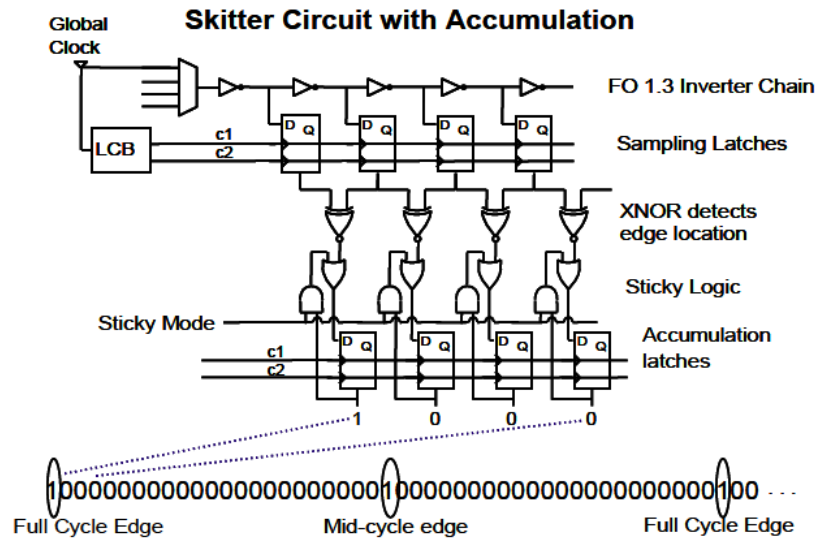 Skitter Circuit with Accumulation
Global
Clock
FO 1.3 Inverter Chain
D Q D Q D Q D Q
LCB
c1
c2
Sampling Latches
XNOR detects
edge location
Sticky Logic
Sticky Mode
Accumulation
latches
D Q D Q D Q D Q
c1
c2
1 0 0 0
10000000000000000000001000000000000000000000100 ...
Full Cycle Edge Mid-cycle edge Full Cycle Edge